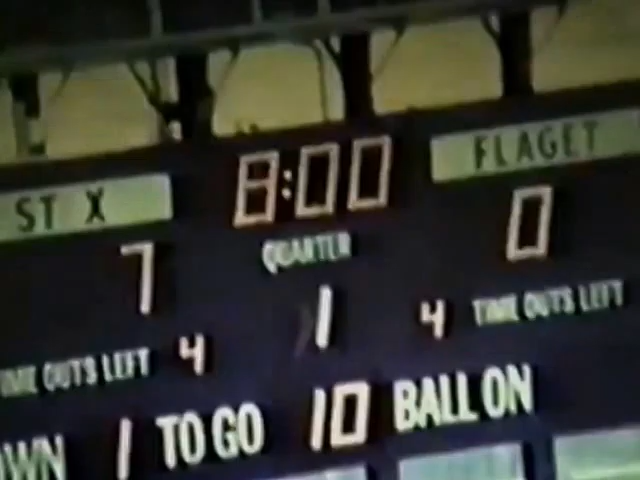 8:00 FLAGET
ST X
QUARTER 0
7 1 4 TIME OUTS LEFT
TIME OUTS LEFT 4
DOWN 1 TO GO 10 BALL ON